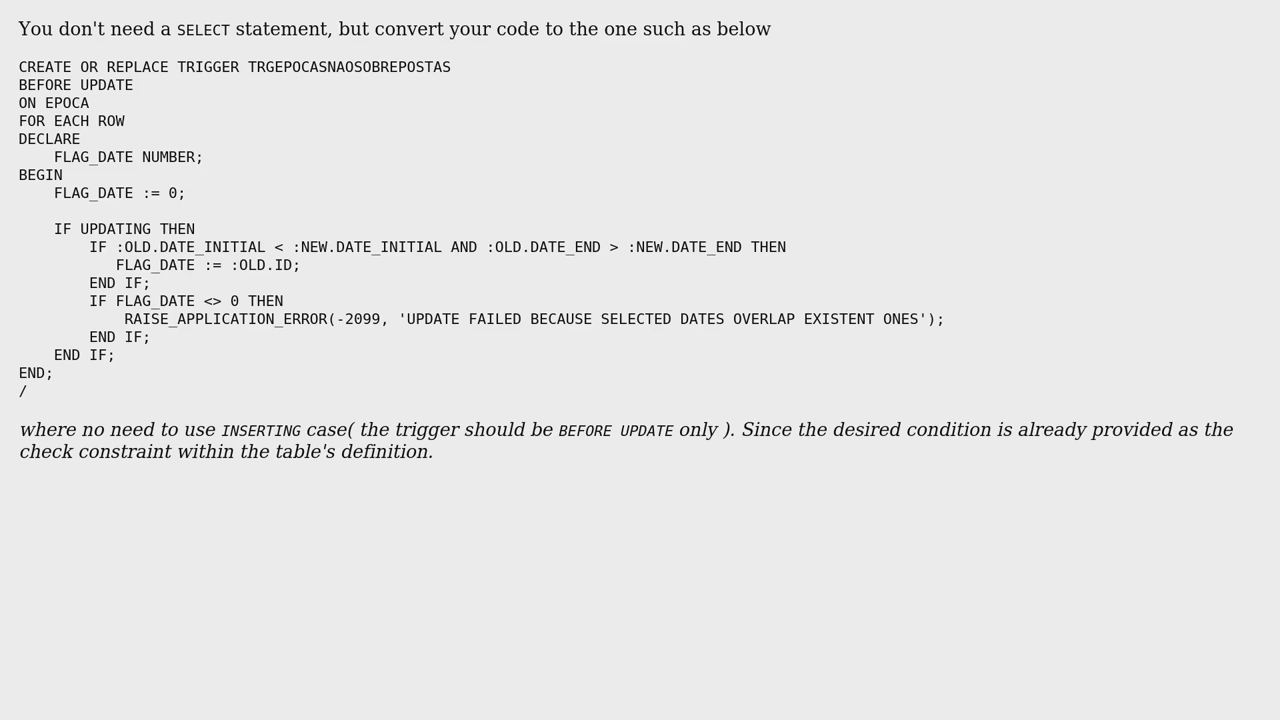 You don't need a SELECT statement, but convert your code to the one such as below
CREATE OR REPLACE TRIGGER TRGEPOCASNAOSOBREPOSTAS
BEFORE UPDATE
ON EPOCA
FOR EACH ROW
DECLARE
    FLAG_DATE NUMBER;
BEGIN
    FLAG_DATE := 0;

    IF UPDATING THEN
        IF :OLD.DATE_INITIAL < :NEW.DATE_INITIAL AND :OLD.DATE_END > :NEW.DATE_END THEN
           FLAG_DATE := :OLD.ID;
        END IF;
        IF FLAG_DATE <> 0 THEN
            RAISE_APPLICATION_ERROR(-2099, 'UPDATE FAILED BECAUSE SELECTED DATES OVERLAP EXISTENT ONES');
        END IF;
    END IF;
END;
/
where no need to use INSERTING case( the trigger should be BEFORE UPDATE only ). Since the desired condition is already provided as the
check constraint within the table's definition.